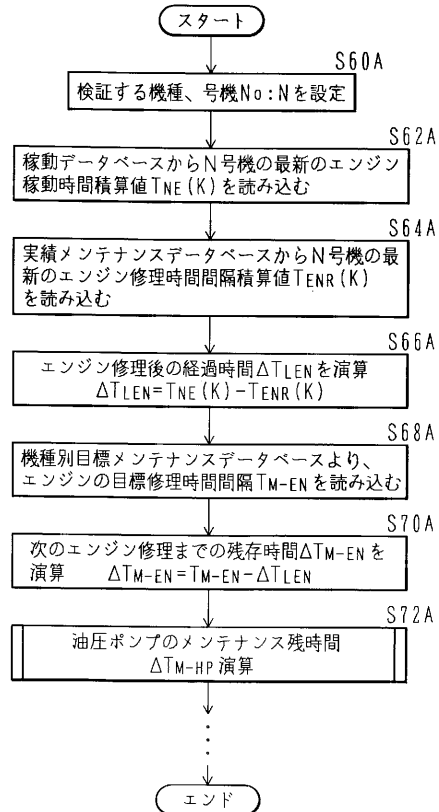 スタート
S60A
検証する機種、号機No:Nを設定
S62A
稼動データベースからN号機の最新のエンジン
稼動時間積算値TNE(K)を読み込む
S64A
実績メンテナンスデータベースからN号機の最
新のエンジン修理時間間隔積算値TENR(K)
を読み込む
S66A
エンジン修理後の経過時間ΔTLENを演算
ΔTLEN=TNE(K)-TENR(K)
S68A
機種別目標メンテナンスデータベースより、
エンジンの目標修理時間間隔TM-ENを読み込む
S70A
次のエンジン修理までの残存時間ΔTM-ENを
演算 ΔTM-EN=TM-EN-ΔTLEN
S72A
油圧ポンプのメンテナンス残時間
ΔTM-HP演算
エンド